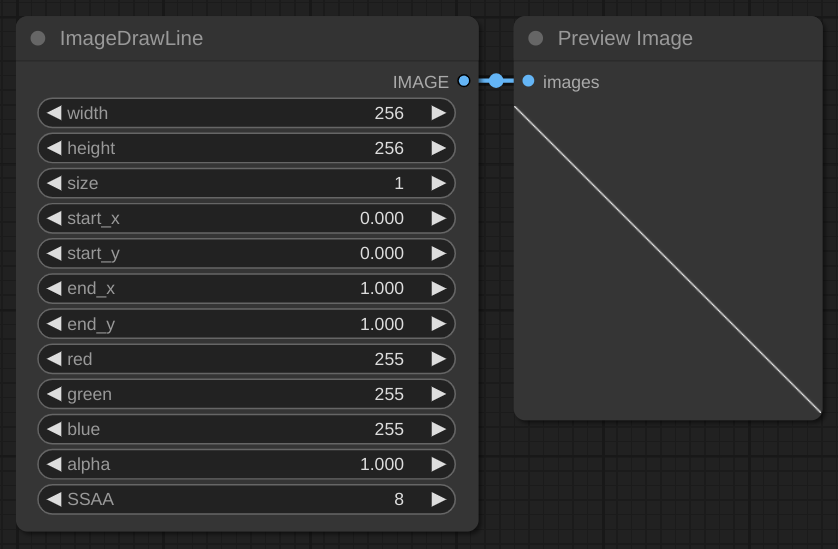 ImageDrawLine
IMAGE
width 256
height 256
size 1
start_x 0.000
start_y 0.000
end_x 1.000
end_y 1.000
red 255
green 255
blue 255
alpha 1.000
SSAA 8
Preview Image
images